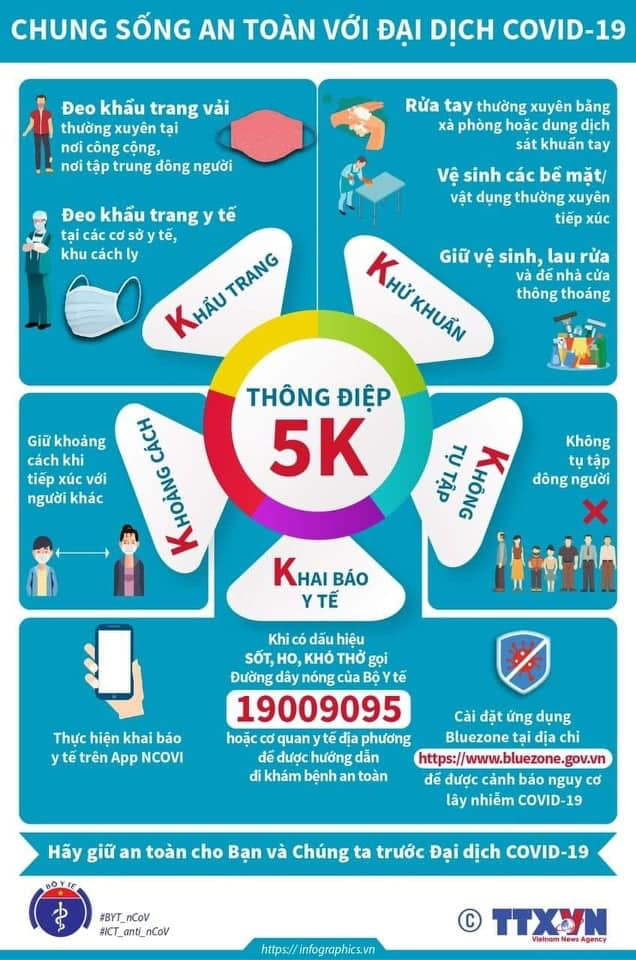 CHUNG SỐNG AN TOÀN VỚI ĐẠI DỊCH COVID-19
Đeo khẩu trang vải
thường xuyên tại
nơi công cộng,
nơi tập trung đông người
Đeo khẩu trang y tế
tại các cơ sở y tế,
khu cách ly
KHẨU TRANG
Rửa tay thường xuyên bằng
xà phòng hoặc dung dịch
sát khuẩn tay
Vệ sinh các bề mặt/
vật dụng thường xuyên
tiếp xúc
Giữ vệ sinh, lau rửa
và để nhà cửa
thông thoáng
KHỬ KHUẨN
THÔNG ĐIỆP
5K
Giữ khoảng
cách khi
tiếp xúc với
người khác
KHOẢNG CÁCH
KHÔNG
TỤ TẬP
Không
tụ tập
đông người
KHAI BÁO
Y TẾ
Thực hiện khai báo
y tế trên App NCOVI
Khi có dấu hiệu
SỐT, HO, KHÓ THỞ gọi
Đường dây nóng của Bộ Y tế
19009095
hoặc cơ quan y tế địa phương
để được hướng dẫn
đi khám bệnh an toàn
Cài đặt ứng dụng
Bluezone tại địa chỉ
https://www.bluezone.gov.vn
để được cảnh báo nguy cơ
lây nhiễm COVID-19
Hãy giữ an toàn cho Bạn và Chúng ta trước Đại dịch COVID-19
BỘ Y TẾ
#BYT_nCoV
#ICT_anti_nCoV
© TTXVN
Vietnam News Agency
https://infographics.vn